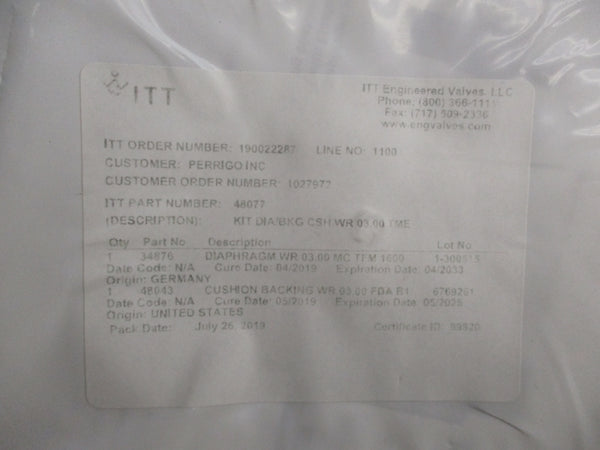 ITT
ITT Engineered Valves, LLC
Phone: (800) 366-1111
Fax: (717) 509-2336
www.engvalves.com
ITT ORDER NUMBER: 190022287 LINE NO: 1100
CUSTOMER: PERRIGO INC
CUSTOMER ORDER NUMBER: 1027972
ITT PART NUMBER: 48077
(DESCRIPTION): KIT DIA/BKG CSH WR 03.00 TME
Qty Part No Description Lot No
1 34876 DIAPHRAGM WR 03.00 MC TFM 1600
Date Code: N/A Cure Date: 04/2019 Expiration Date: 04/2033
Origin: GERMANY
1 48043 CUSHION BACKING WR 03.00 FDA B1 6769261
Date Code: N/A Cure Date: 05/2019 Expiration Date: 05/2025
Origin: UNITED STATES
Pack Date: July 26, 2019 Certificate ID: 99820